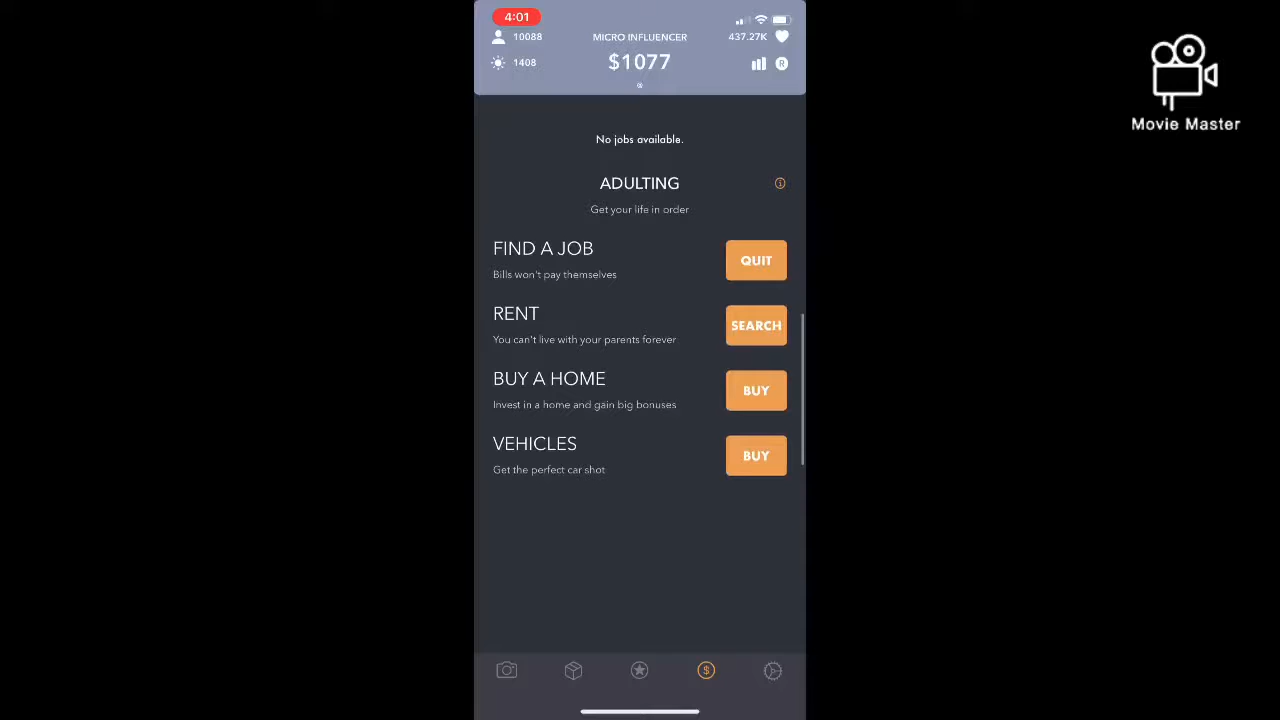 4:01
10088
MICRO INFLUENCER
437.27K
1408
$1077
@
R
Movie Master
No jobs available.
ADULTING
Get your life in order
FIND A JOB
Bills won't pay themselves
QUIT
RENT
You can't live with your parents forever
SEARCH
BUY A HOME
Invest in a home and gain big bonuses
BUY
VEHICLES
Get the perfect car shot
BUY